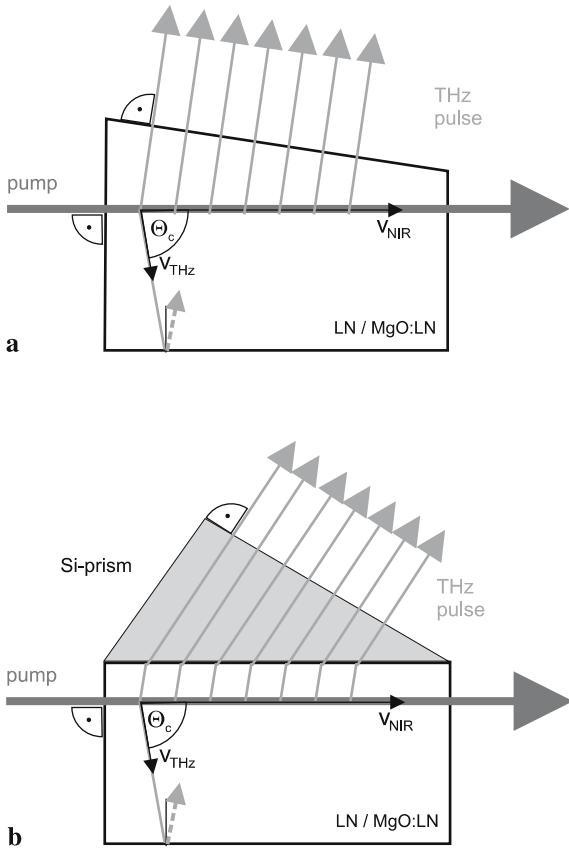 THz
pulse
pump
Θc
vNIR
vTHz
LN / MgO:LN
a
Si-prism
THz
pulse
pump
Θc
vNIR
vTHz
LN / MgO:LN
b